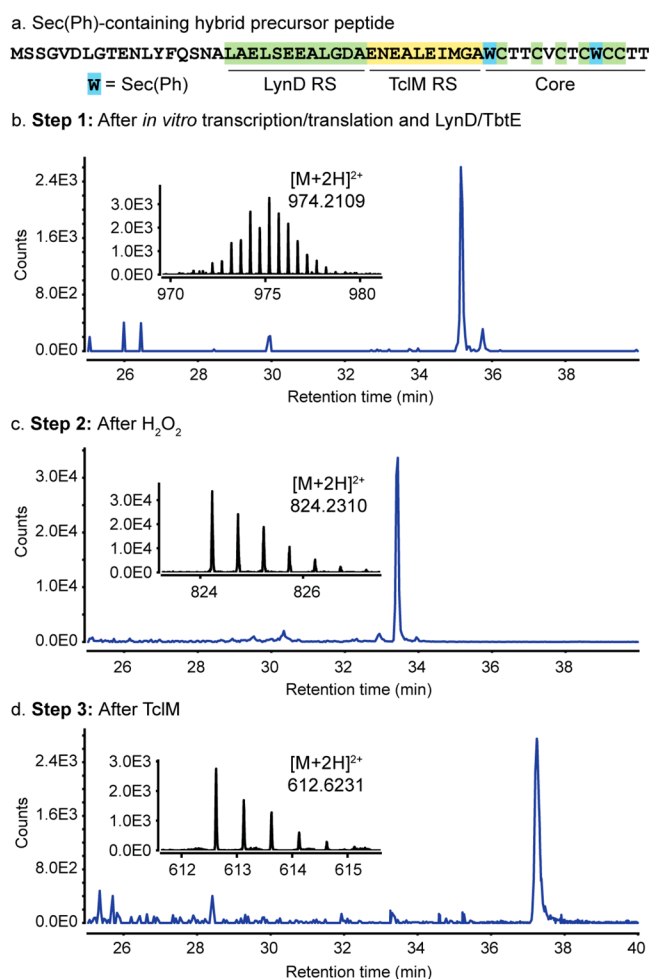 a. Sec(Ph)-containing hybrid precursor peptide
MSSGVDLGTENLYFQSNALAELSEEALGDAENEALEIMGAWCTTCVCTCWCCTT
W = Sec(Ph)
LynD RS
TclM RS
Core
b. Step 1: After in vitro transcription/translation and LynD/TbtE
Counts
2.4E3
1.6E3
8.0E2
0.0E0
[M+2H]²⁺
974.2109
3.0E3
2.0E3
1.0E3
0.0E0
970 975 980
26 28 30 32 34 36 38
Retention time (min)
c. Step 2: After H₂O₂
Counts
3.0E4
2.0E4
1.0E4
0.0E0
[M+2H]²⁺
824.2310
3.0E4
2.0E4
1.0E4
0.0E0
824 826
26 28 30 32 34 36 38
Retention time (min)
d. Step 3: After TclM
Counts
2.4E3
1.6E3
8.0E2
0.0E0
[M+2H]²⁺
612.6231
3.0E3
2.0E3
1.0E3
0.0E0
612 613 614 615
26 28 30 32 34 36 38 40
Retention time (min)